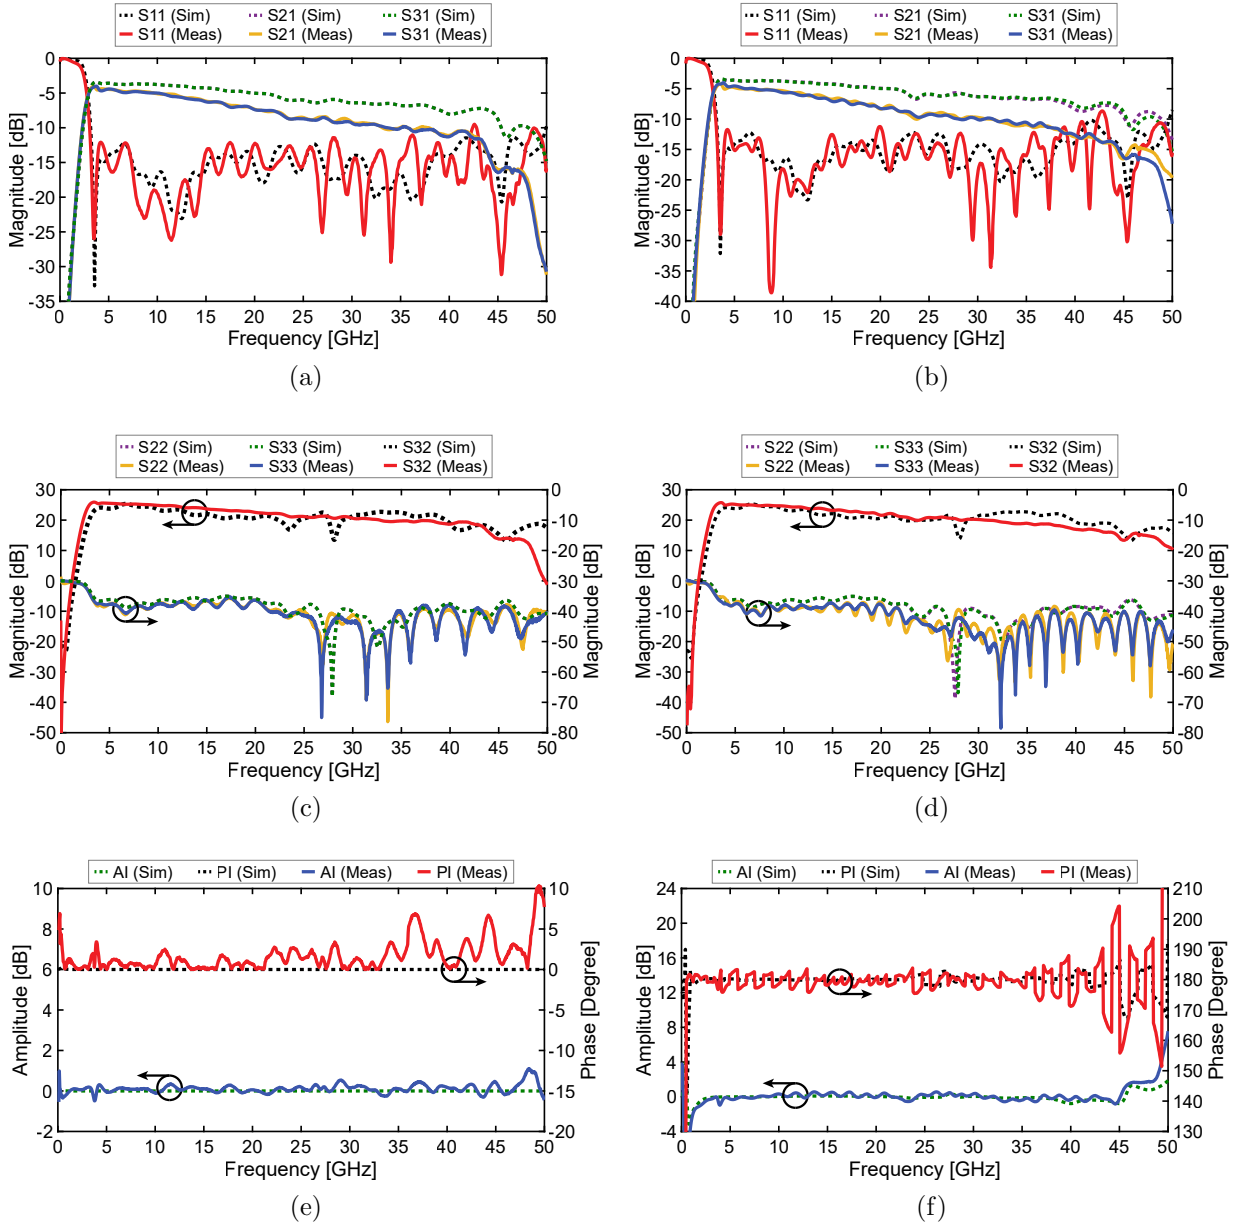 S11 (Sim) S21 (Sim) S31 (Sim)
S11 (Meas) S21 (Meas) S31 (Meas)
0
-5
-10
-15
-20
-25
-30
-35
Magnitude [dB]
0 5 10 15 20 25 30 35 40 45 50
Frequency [GHz]
(a)
S11 (Sim) S21 (Sim) S31 (Sim)
S11 (Meas) S21 (Meas) S31 (Meas)
0
-5
-10
-15
-20
-25
-30
-35
-40
Magnitude [dB]
0 5 10 15 20 25 30 35 40 45 50
Frequency [GHz]
(b)
S22 (Sim) S33 (Sim) S32 (Sim)
S22 (Meas) S33 (Meas) S32 (Meas)
30
20
10
0
-10
-20
-30
-40
-50
Magnitude [dB]
0
-10
-20
-30
-40
-50
-60
-70
-80
Magnitude [dB]
0 5 10 15 20 25 30 35 40 45 50
Frequency [GHz]
(c)
S22 (Sim) S33 (Sim) S32 (Sim)
S22 (Meas) S33 (Meas) S32 (Meas)
30
20
10
0
-10
-20
-30
-40
-50
Magnitude [dB]
0
-10
-20
-30
-40
-50
-60
-70
-80
Magnitude [dB]
0 5 10 15 20 25 30 35 40 45 50
Frequency [GHz]
(d)
AI (Sim) PI (Sim) AI (Meas) PI (Meas)
10
8
6
4
2
0
-2
Amplitude [dB]
10
5
0
-5
-10
-15
-20
Phase [Degree]
0 5 10 15 20 25 30 35 40 45 50
Frequency [GHz]
(e)
AI (Sim) PI (Sim) AI (Meas) PI (Meas)
24
20
16
12
8
4
0
-4
Amplitude [dB]
210
200
190
180
170
160
150
140
130
Phase [Degree]
0 5 10 15 20 25 30 35 40 45 50
Frequency [GHz]
(f)